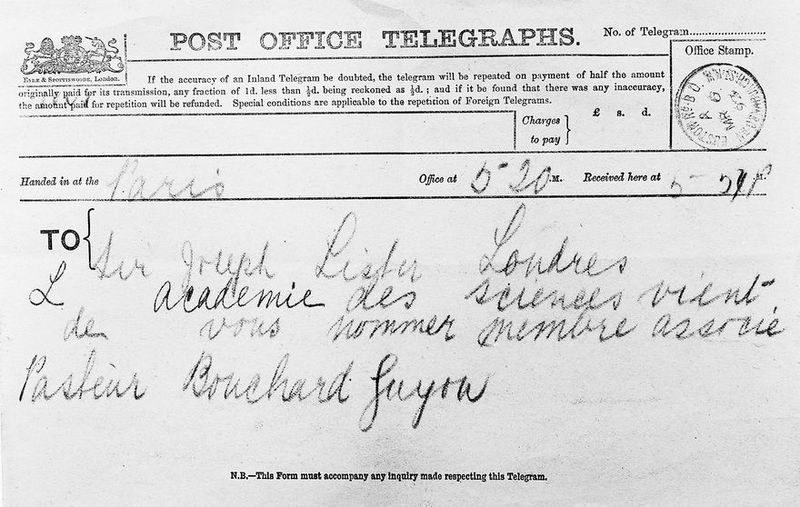 POST OFFICE TELEGRAPHS.
No. of Telegram
Office Stamp.
EYRE & SPOTTISWOODE, London.
If the accuracy of an Inland Telegram be doubted, the telegram will be repeated on payment of half the amount
originally paid for its transmission, any fraction of 1d. less than ½d. being reckoned as ½d.; and if it be found that there was any inaccuracy,
the amount paid for repetition will be refunded. Special conditions are applicable to the repetition of Foreign Telegrams.
Charges to pay
£ s. d.
MR 6 93
Handed in at the Paris Office at 5-20 .M. Received here at M.
TO Sir Joseph Lister Londres
L academie des sciences vient
de vous nommer membre associé
Pasteur Bouchard Guyon
N.B.—This Form must accompany any inquiry made respecting this Telegram.